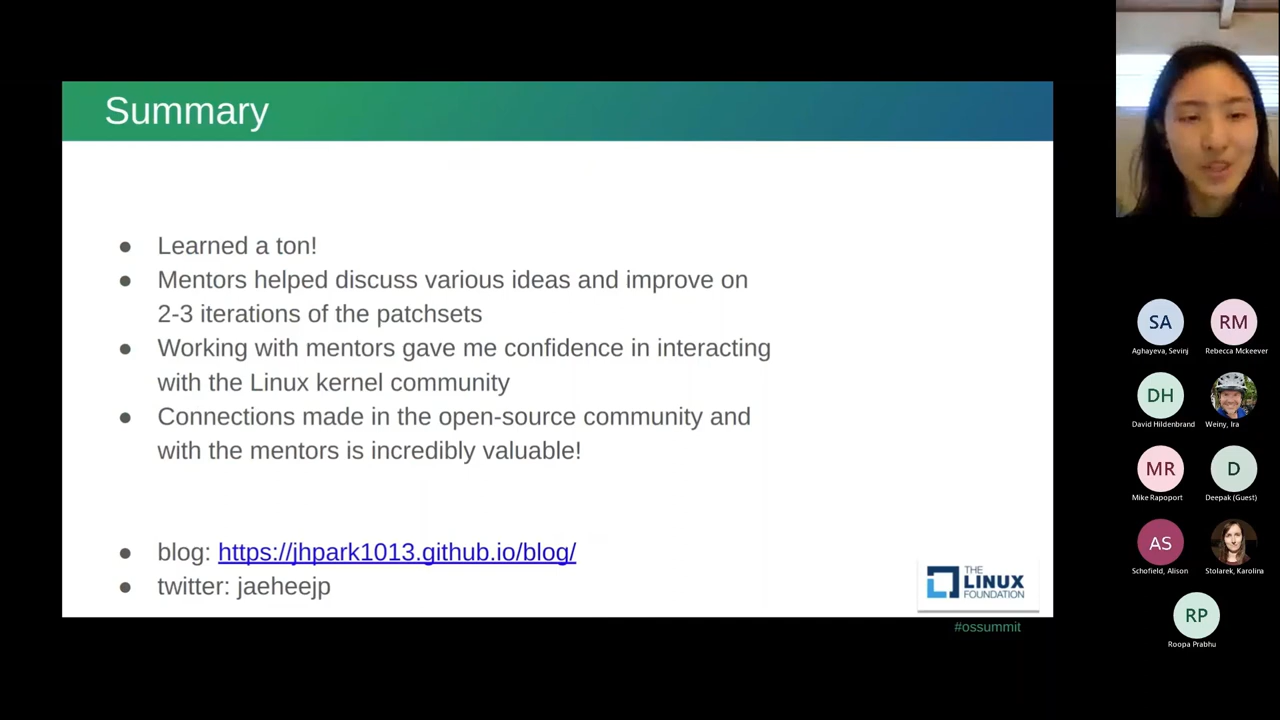 Summary
● Learned a ton!
● Mentors helped discuss various ideas and improve on
2-3 iterations of the patchsets
● Working with mentors gave me confidence in interacting
with the Linux kernel community
● Connections made in the open-source community and
with the mentors is incredibly valuable!
● blog: https://jhpark1013.github.io/blog/
● twitter: jaeheejp
THE
LINUX
FOUNDATION
#ossummit
SA
RM
Aghayeva, Sevinj
Rebecca Mckeever
DH
David Hildenbrand
Weiny, Ira
MR
D
Mike Rapoport
Deepak (Guest)
AS
Schofield, Alison
Stolarek, Karolina
RP
Roopa Prabhu